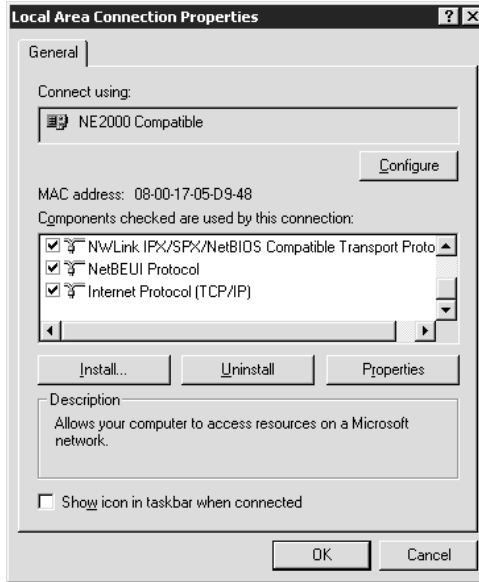 Local Area Connection Properties
General
Connect using:
NE2000 Compatible
Configure
MAC address: 08-00-17-05-D9-48
Components checked are used by this connection:
NWLink IPX/SPX/NetBIOS Compatible Transport Proto
NetBEUI Protocol
Internet Protocol (TCP/IP)
Install... Uninstall Properties
Description
Allows your computer to access resources on a Microsoft
network.
Show icon in taskbar when connected
OK Cancel